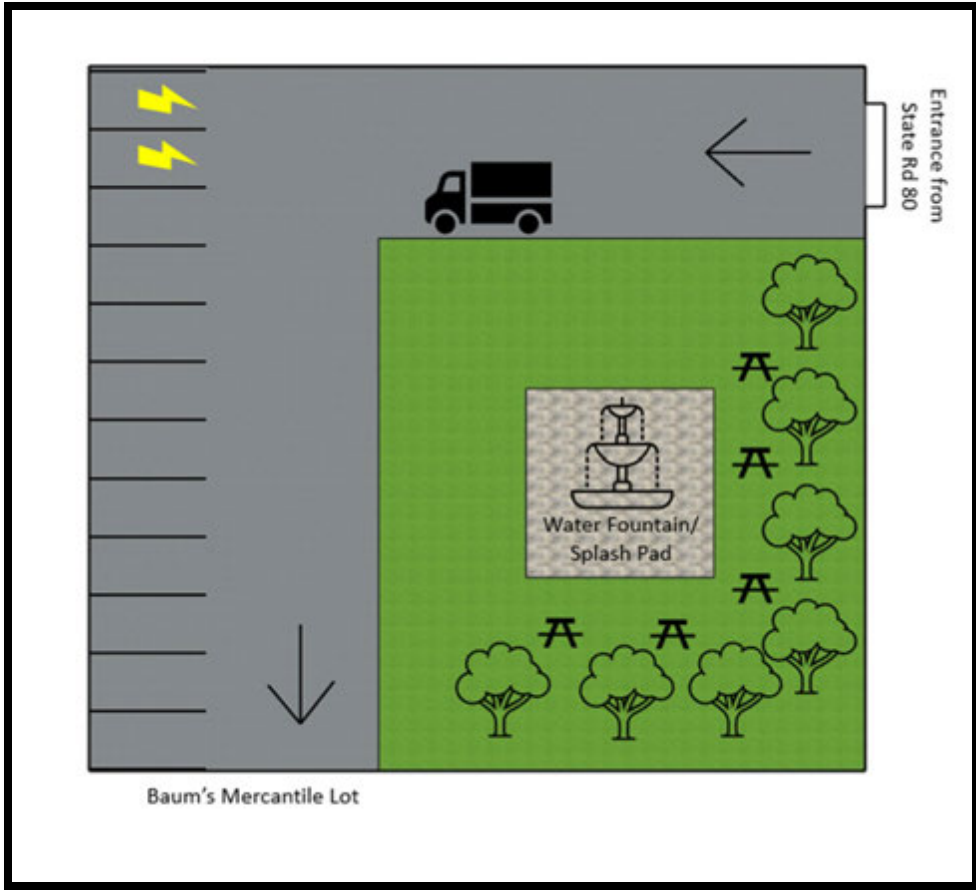 Entrance from
State Rd 80
Water Fountain/
Splash Pad
Baum's Mercantile Lot